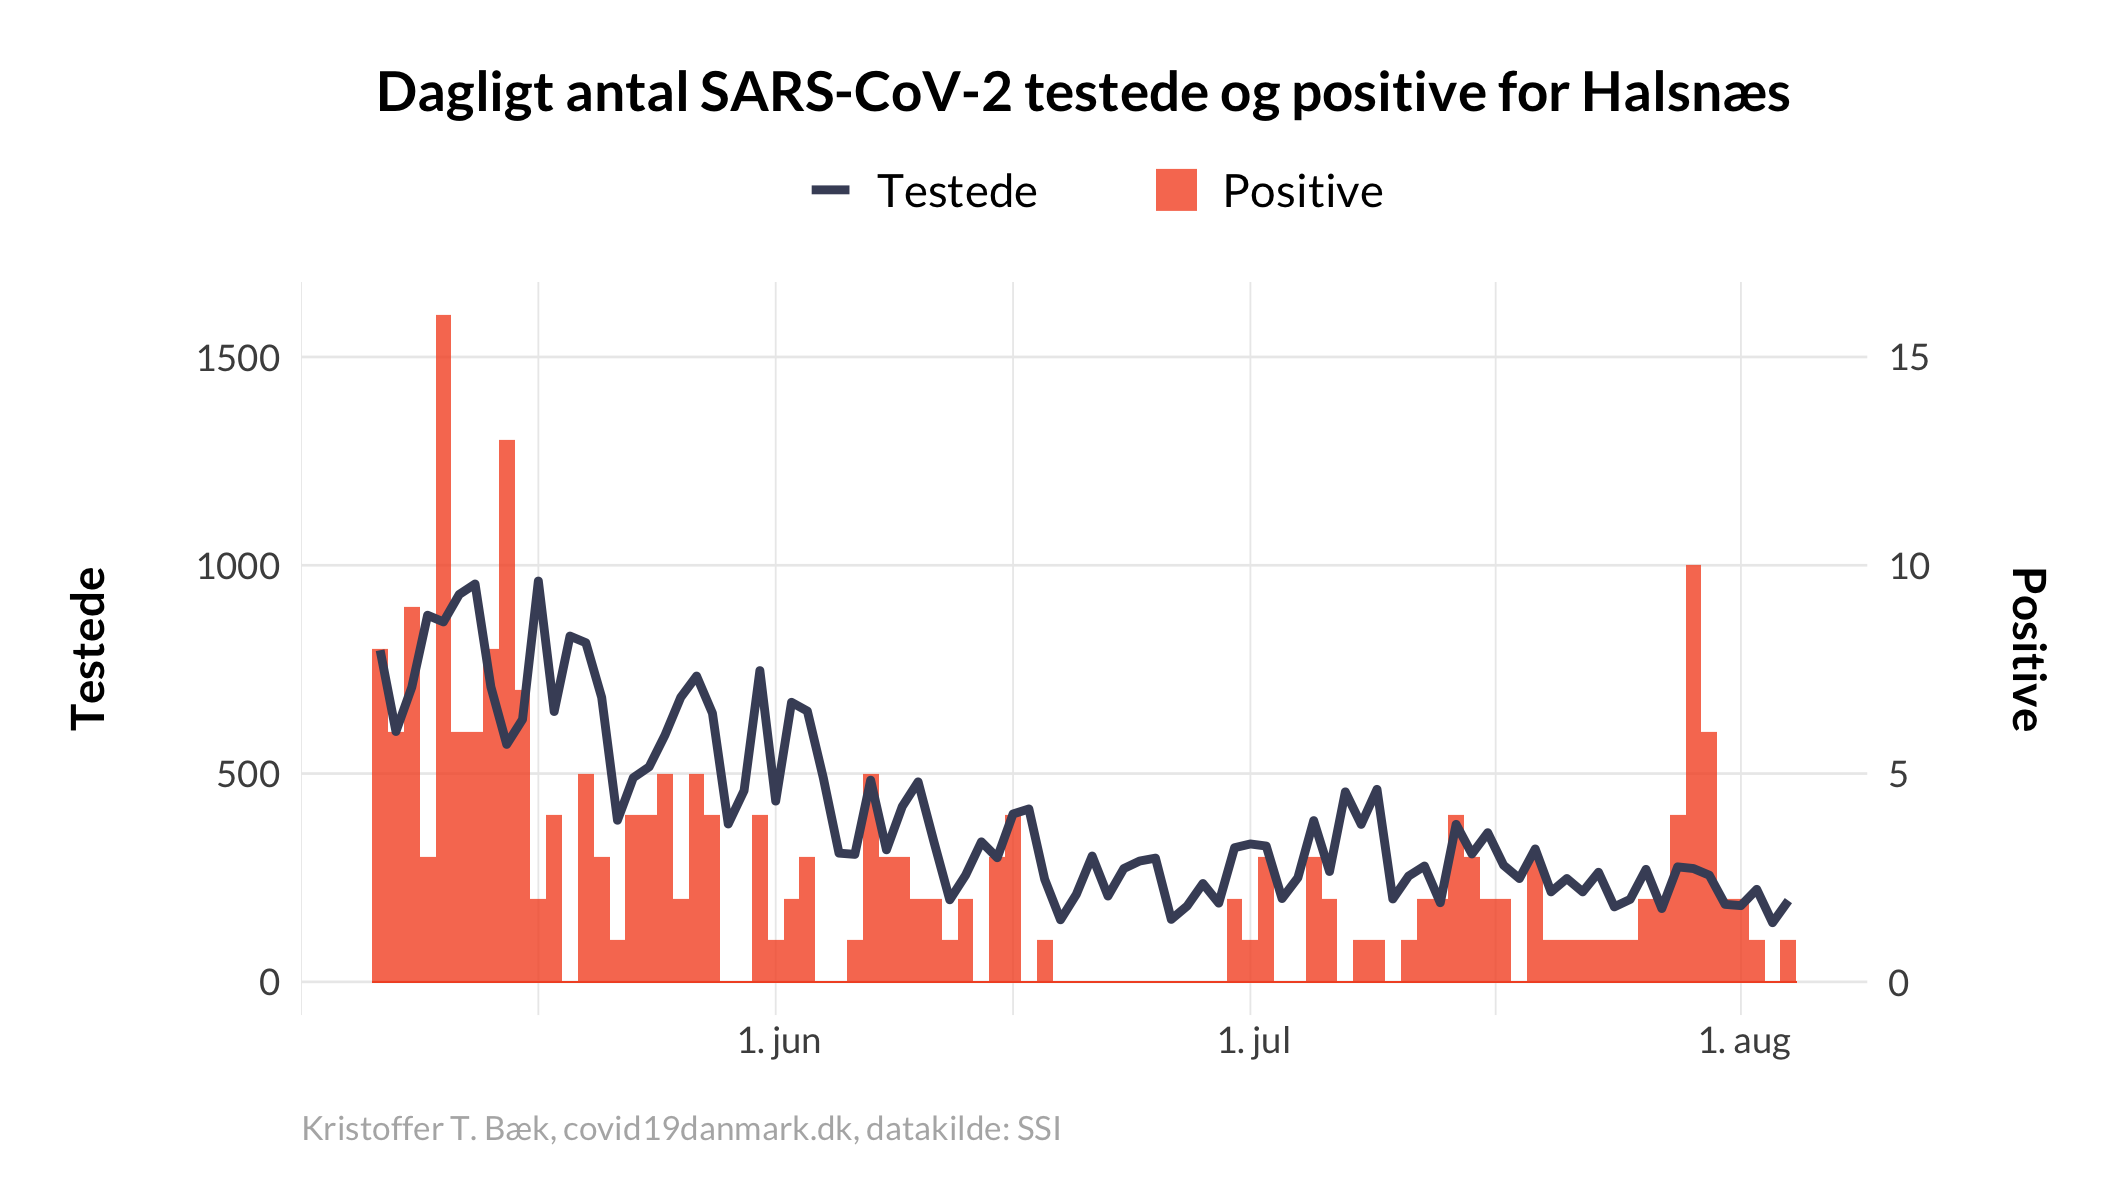 Dagligt antal SARS-CoV-2 testede og positive for Halsnæs
Testede
Positive
1500
1000
500
0
15
10
5
0
Testede
Positive
1. jun
1. jul
1. aug
Kristoffer T. Bæk, covid19danmark.dk, datakilde: SSI